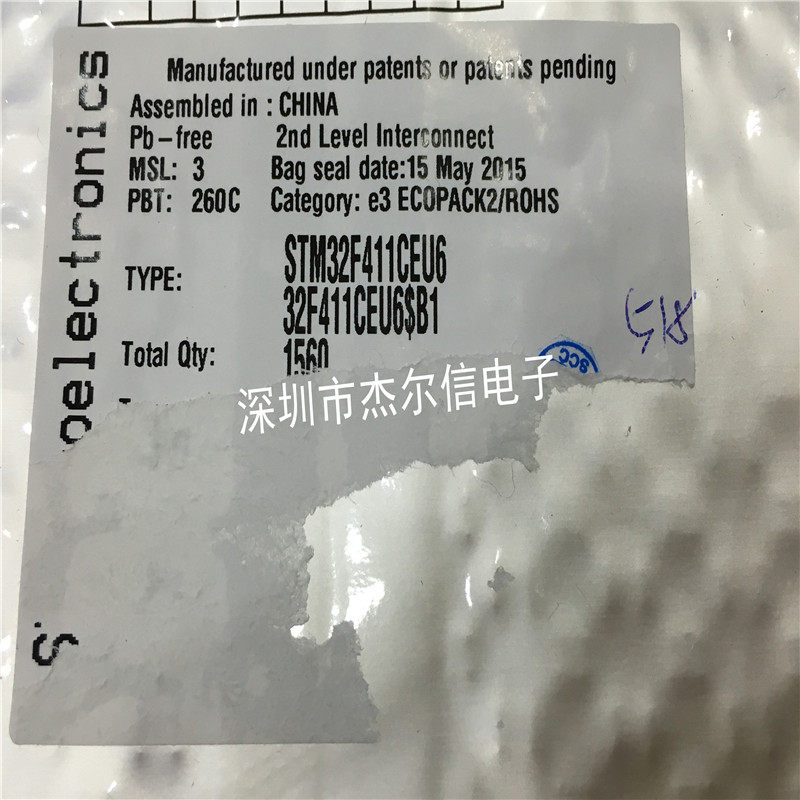 Manufactured under patents or patents pending
Assembled in : CHINA
Pb-free 2nd Level Interconnect
MSL: 3 Bag seal date:15 May 2015
PBT: 260C Category: e3 ECOPACK2/ROHS
TYPE: STM32F411CEU6
32F411CEU6$B1
Total Qty: 1560
oelectronics
深圳市杰尔信电子
S